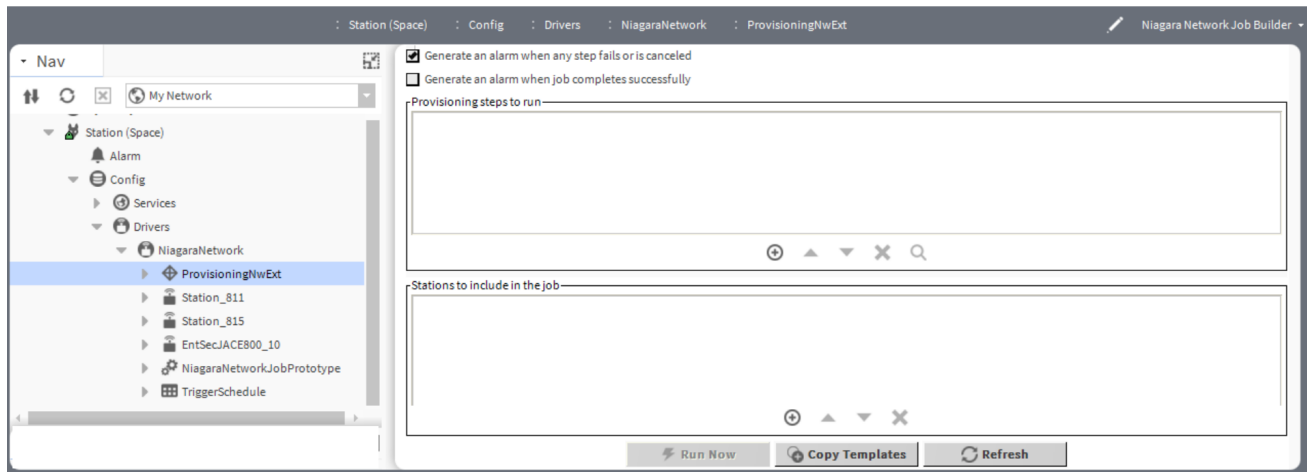 : Station (Space) : Config : Drivers : NiagaraNetwork : ProvisioningNwExt Niagara Network Job Builder
Nav
My Network
Station (Space)
Alarm
Config
Services
Drivers
NiagaraNetwork
ProvisioningNwExt
Station_811
Station_815
EntSecJACE800_10
NiagaraNetworkJobPrototype
TriggerSchedule
Generate an alarm when any step fails or is canceled
Generate an alarm when job completes successfully
Provisioning steps to run
Stations to include in the job
Run Now Copy Templates Refresh